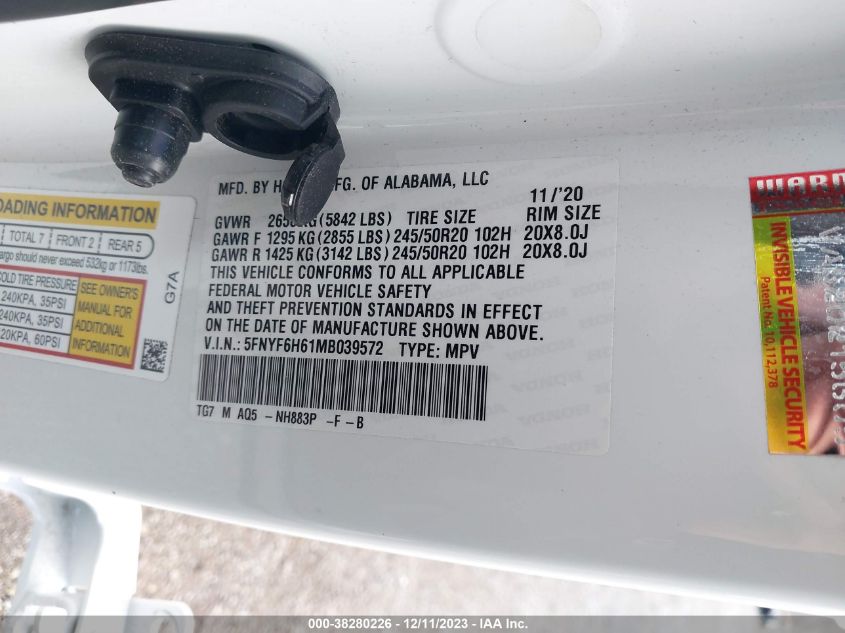 MFD. BY H FG. OF ALABAMA, LLC
11/'20
GVWR KG (5842 LBS) TIRE SIZE RIM SIZE
GAWR F 1295 KG (2855 LBS) 245/50R20 102H 20X8.0J
GAWR R 1425 KG (3142 LBS) 245/50R20 102H 20X8.0J
THIS VEHICLE CONFORMS TO ALL APPLICABLE
FEDERAL MOTOR VEHICLE SAFETY
AND THEFT PREVENTION STANDARDS IN EFFECT
ON THE DATE OF MANUFACTURE SHOWN ABOVE.
V.I.N.: 5FNYF6H61MB039572 TYPE: MPV
TG7 M AQ5 -NH883P -F-B
OADING INFORMATION
TOTAL 7 FRONT 2 REAR 5
argo should never exceed 532kg or 1173lbs.
OLD TIRE PRESSURE
240KPA, 35PSI
240KPA, 35PSI
20KPA, 60PSI
SEE OWNER'S
MANUAL FOR
ADDITIONAL
INFORMATION
G7A
WARN
INVISIBLE VEHICLE SECURITY
Patent No. 10,112,378
000-38280226 - 12/11/2023 - IAA Inc.